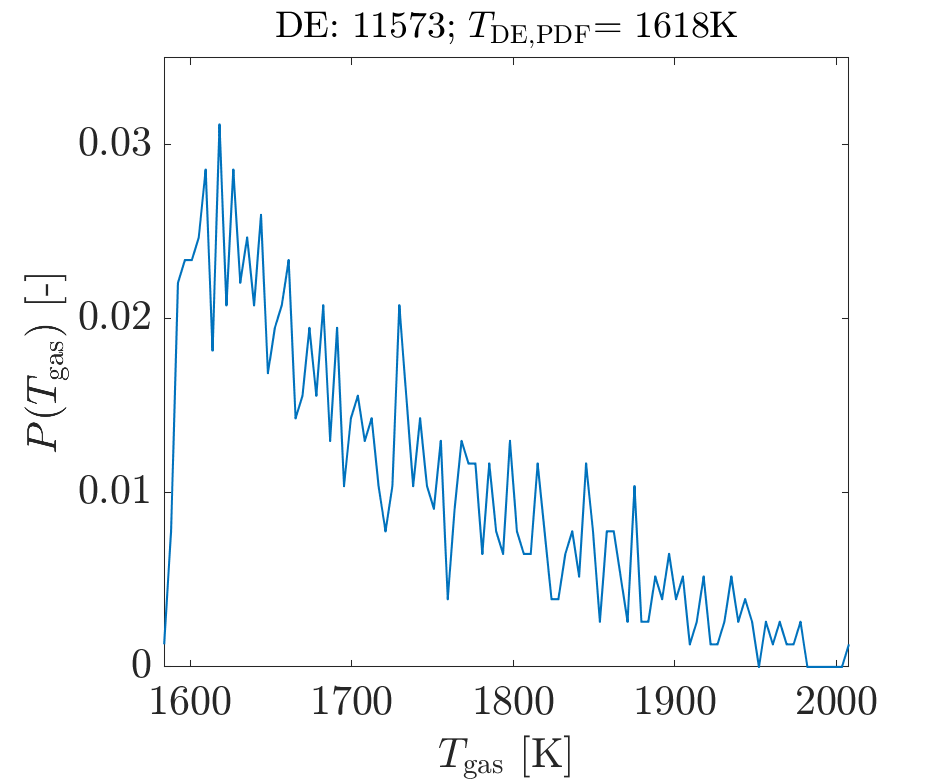 DE: 11573; T_DE,PDF= 1618K
P(T_gas) [-]
0.03
0.02
0.01
0
1600 1700 1800 1900 2000
T_gas [K]